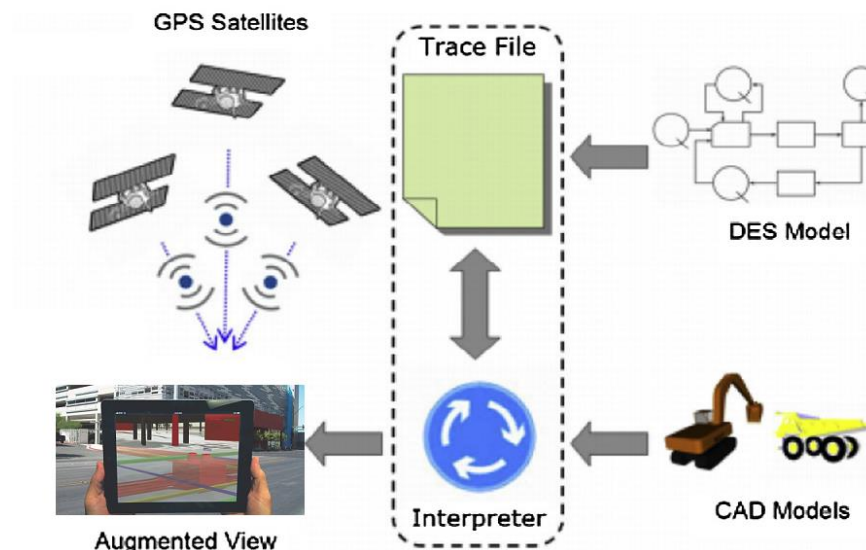 GPS Satellites
Trace File
DES Model
Interpreter
CAD Models
Augmented View